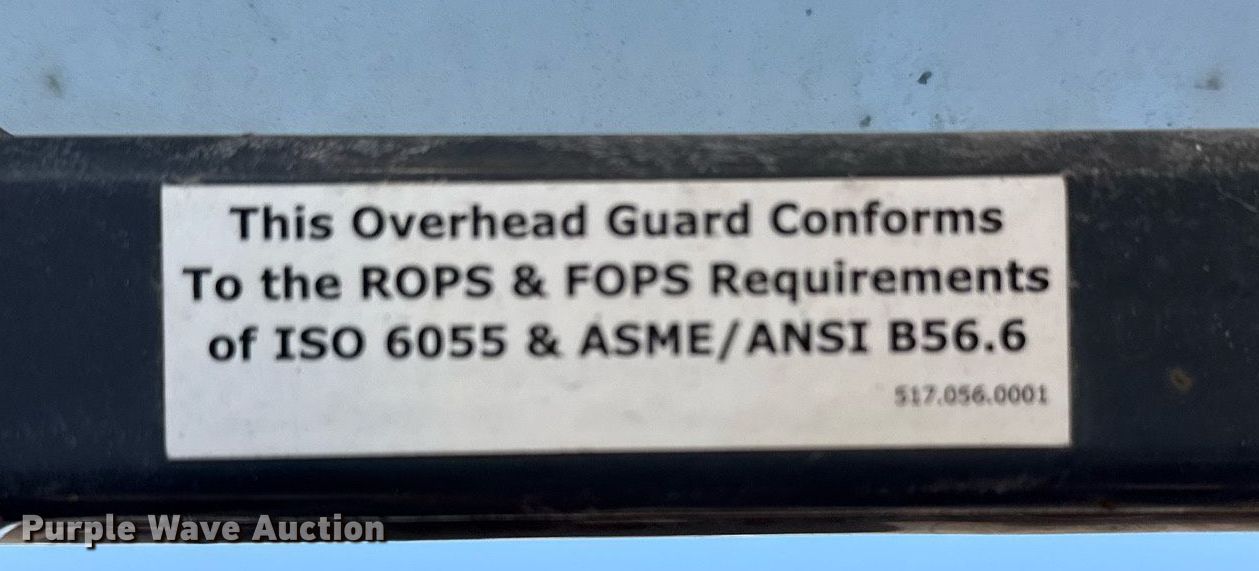 This Overhead Guard Conforms
To the ROPS & FOPS Requirements
of ISO 6055 & ASME/ANSI B56.6
517.056.0001
Purple Wave Auction